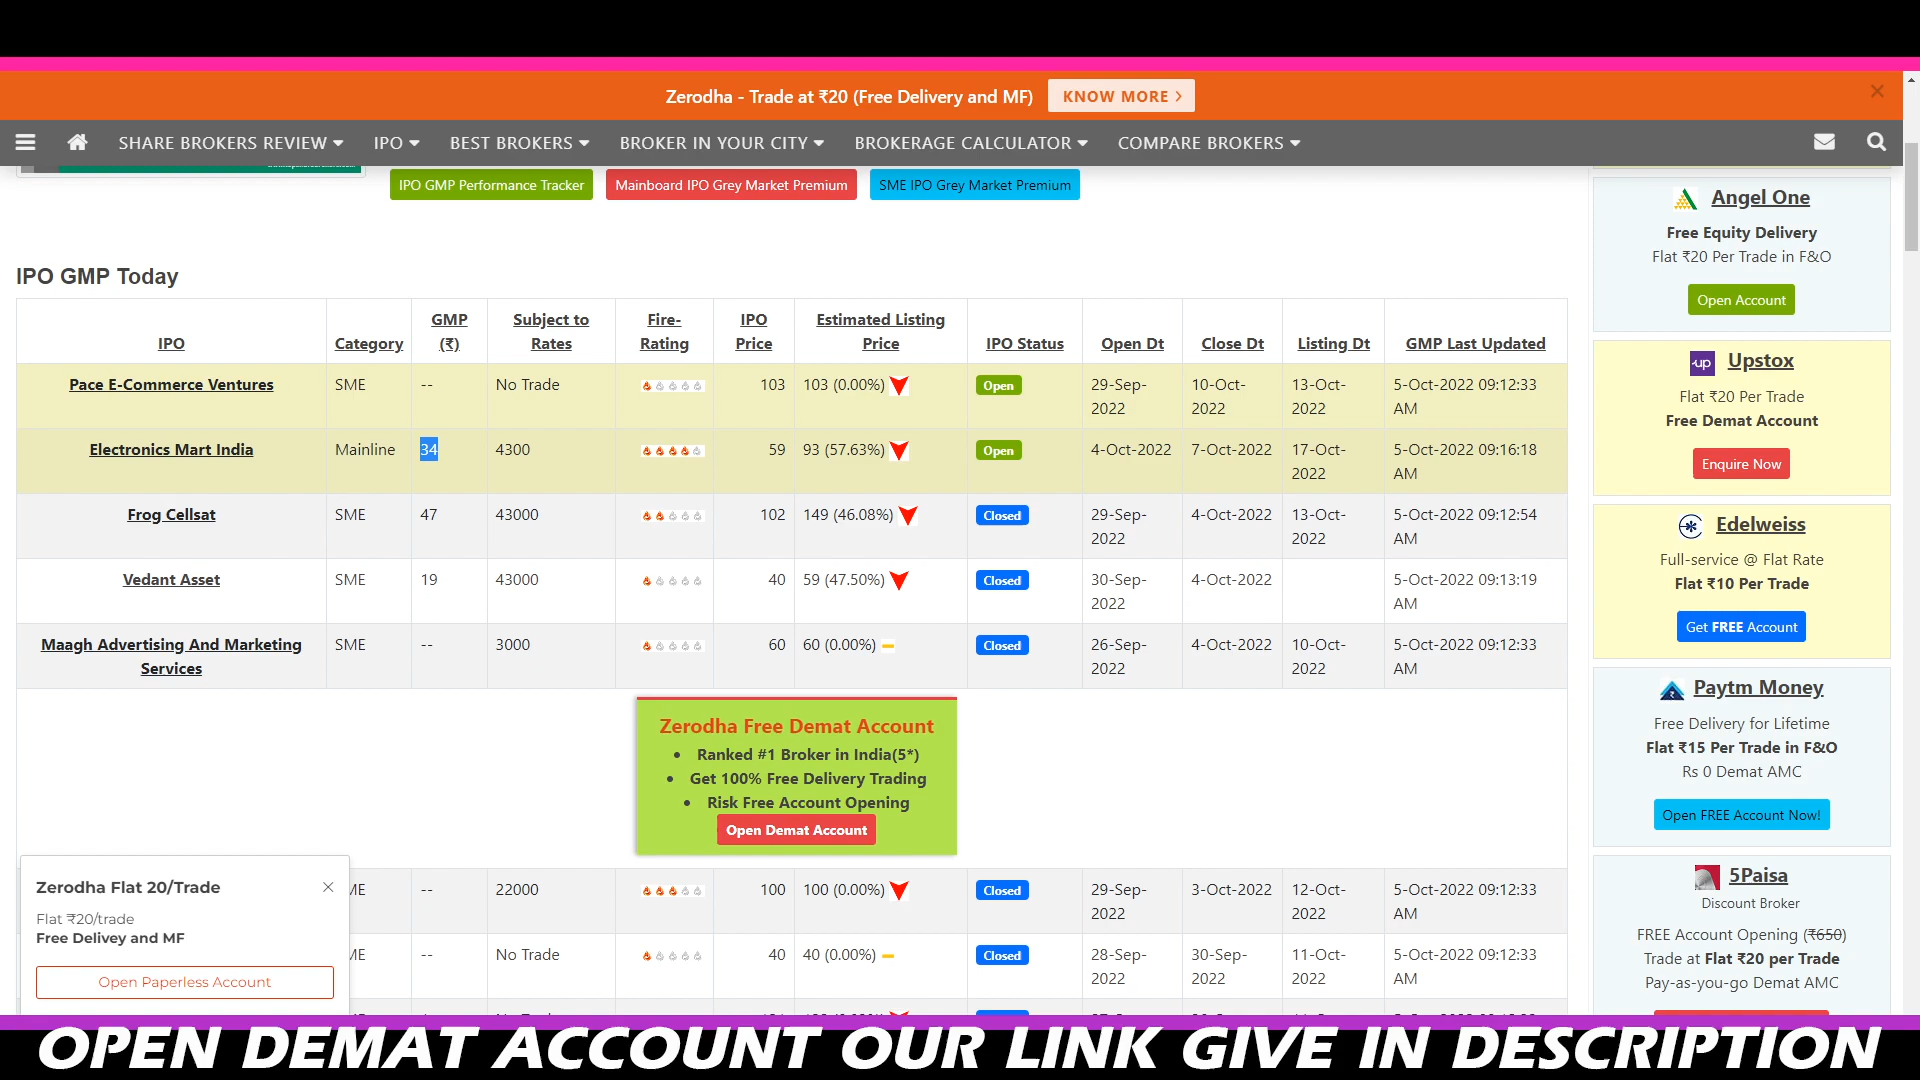 Zerodha - Trade at ₹20 (Free Delivery and MF) KNOW MORE >
SHARE BROKERS REVIEW IPO BEST BROKERS BROKER IN YOUR CITY BROKERAGE CALCULATOR COMPARE BROKERS
IPO GMP Performance Tracker Mainboard IPO Grey Market Premium SME IPO Grey Market Premium
IPO GMP Today
IPO Category GMP (₹) Subject to Rates Fire-Rating IPO Price Estimated Listing Price IPO Status Open Dt Close Dt Listing Dt GMP Last Updated
Pace E-Commerce Ventures SME -- No Trade 103 103 (0.00%) Open 29-Sep-2022 10-Oct-2022 13-Oct-2022 5-Oct-2022 09:12:33 AM
Electronics Mart India Mainline 34 4300 59 93 (57.63%) Open 4-Oct-2022 7-Oct-2022 17-Oct-2022 5-Oct-2022 09:16:18 AM
Frog Cellsat SME 47 43000 102 149 (46.08%) Closed 29-Sep-2022 4-Oct-2022 13-Oct-2022 5-Oct-2022 09:12:54 AM
Vedant Asset SME 19 43000 40 59 (47.50%) Closed 30-Sep-2022 4-Oct-2022 5-Oct-2022 09:13:19 AM
Maagh Advertising And Marketing Services SME -- 3000 60 60 (0.00%) Closed 26-Sep-2022 4-Oct-2022 10-Oct-2022 5-Oct-2022 09:12:33 AM
Zerodha Free Demat Account
• Ranked #1 Broker in India(5*)
• Get 100% Free Delivery Trading
• Risk Free Account Opening
Open Demat Account
ME -- 22000 100 100 (0.00%) Closed 29-Sep-2022 3-Oct-2022 12-Oct-2022 5-Oct-2022 09:12:33 AM
ME -- No Trade 40 40 (0.00%) Closed 28-Sep-2022 30-Sep-2022 11-Oct-2022 5-Oct-2022 09:12:33 AM
Zerodha Flat 20/Trade
Flat ₹20/trade
Free Delivey and MF
Open Paperless Account
Angel One
Free Equity Delivery
Flat ₹20 Per Trade in F&O
Open Account
up Upstox
Flat ₹20 Per Trade
Free Demat Account
Enquire Now
Edelweiss
Full-service @ Flat Rate
Flat ₹10 Per Trade
Get FREE Account
Paytm Money
Free Delivery for Lifetime
Flat ₹15 Per Trade in F&O
Rs 0 Demat AMC
Open FREE Account Now!
5Paisa
Discount Broker
FREE Account Opening (₹650)
Trade at Flat ₹20 per Trade
Pay-as-you-go Demat AMC
OPEN DEMAT ACCOUNT OUR LINK GIVE IN DESCRIPTION